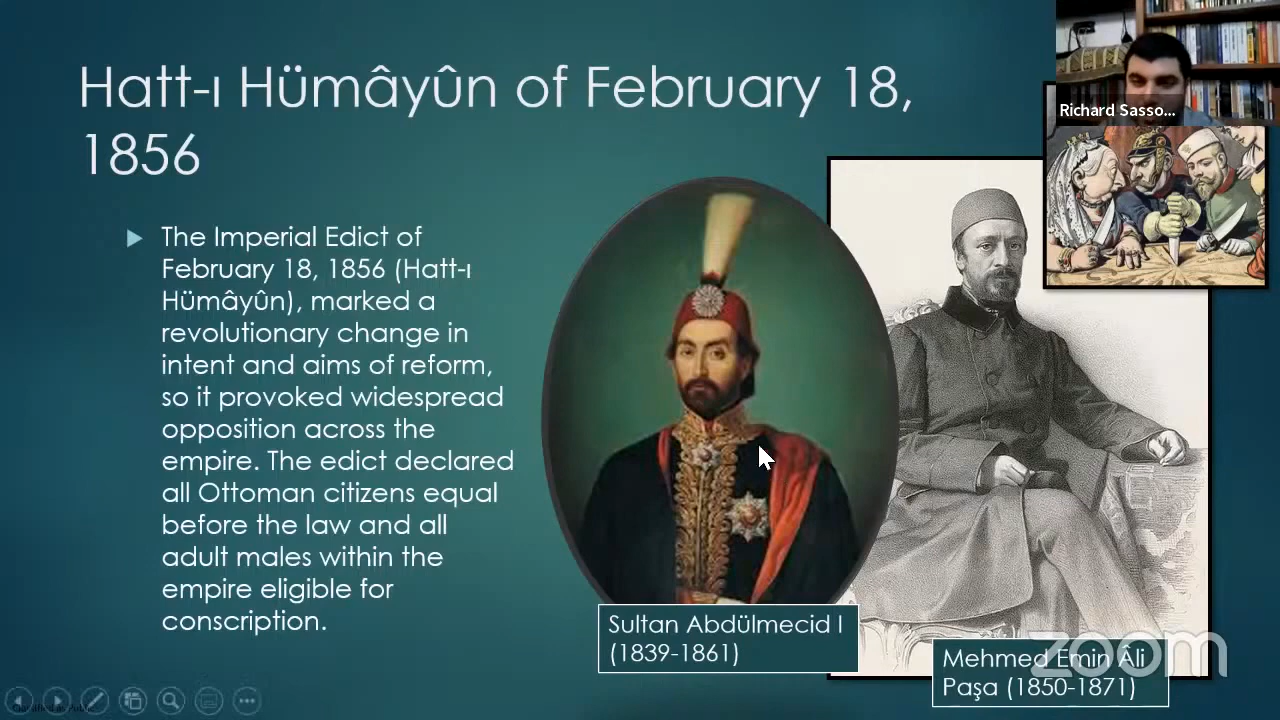 Hatt-ı Hümâyûn of February 18,
1856
The Imperial Edict of
February 18, 1856 (Hatt-ı
Hümâyûn), marked a
revolutionary change in
intent and aims of reform,
so it provoked widespread
opposition across the
empire. The edict declared
all Ottoman citizens equal
before the law and all
adult males within the
empire eligible for
conscription.
Sultan Abdülmecid I
(1839-1861)
Mehmed Emin Âli
Paşa (1850-1871)
Richard Sasso...
zoom
Classified as Public